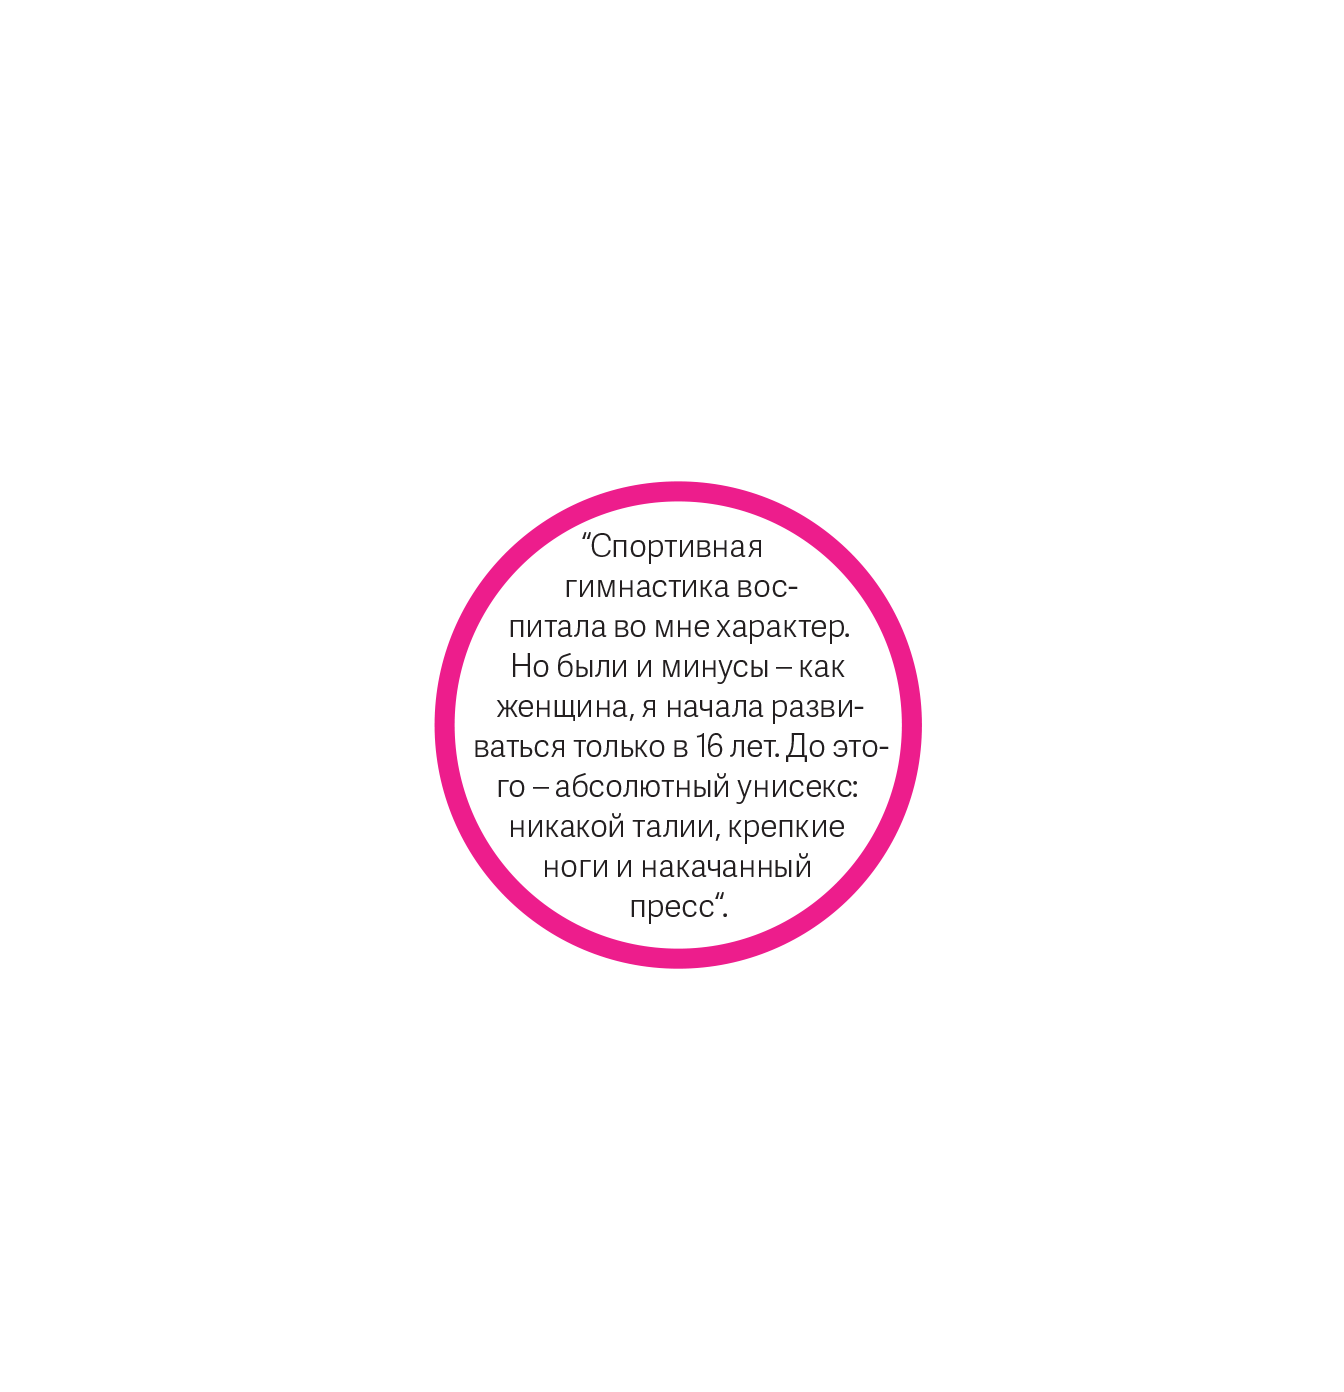 “Спортивная
гимнастика вос-
питала во мне характер.
Но были и минусы – как
женщина, я начала разви-
ваться только в 16 лет. До это-
го – абсолютный унисекс:
никакой талии, крепкие
ноги и накачанный
пресс“.